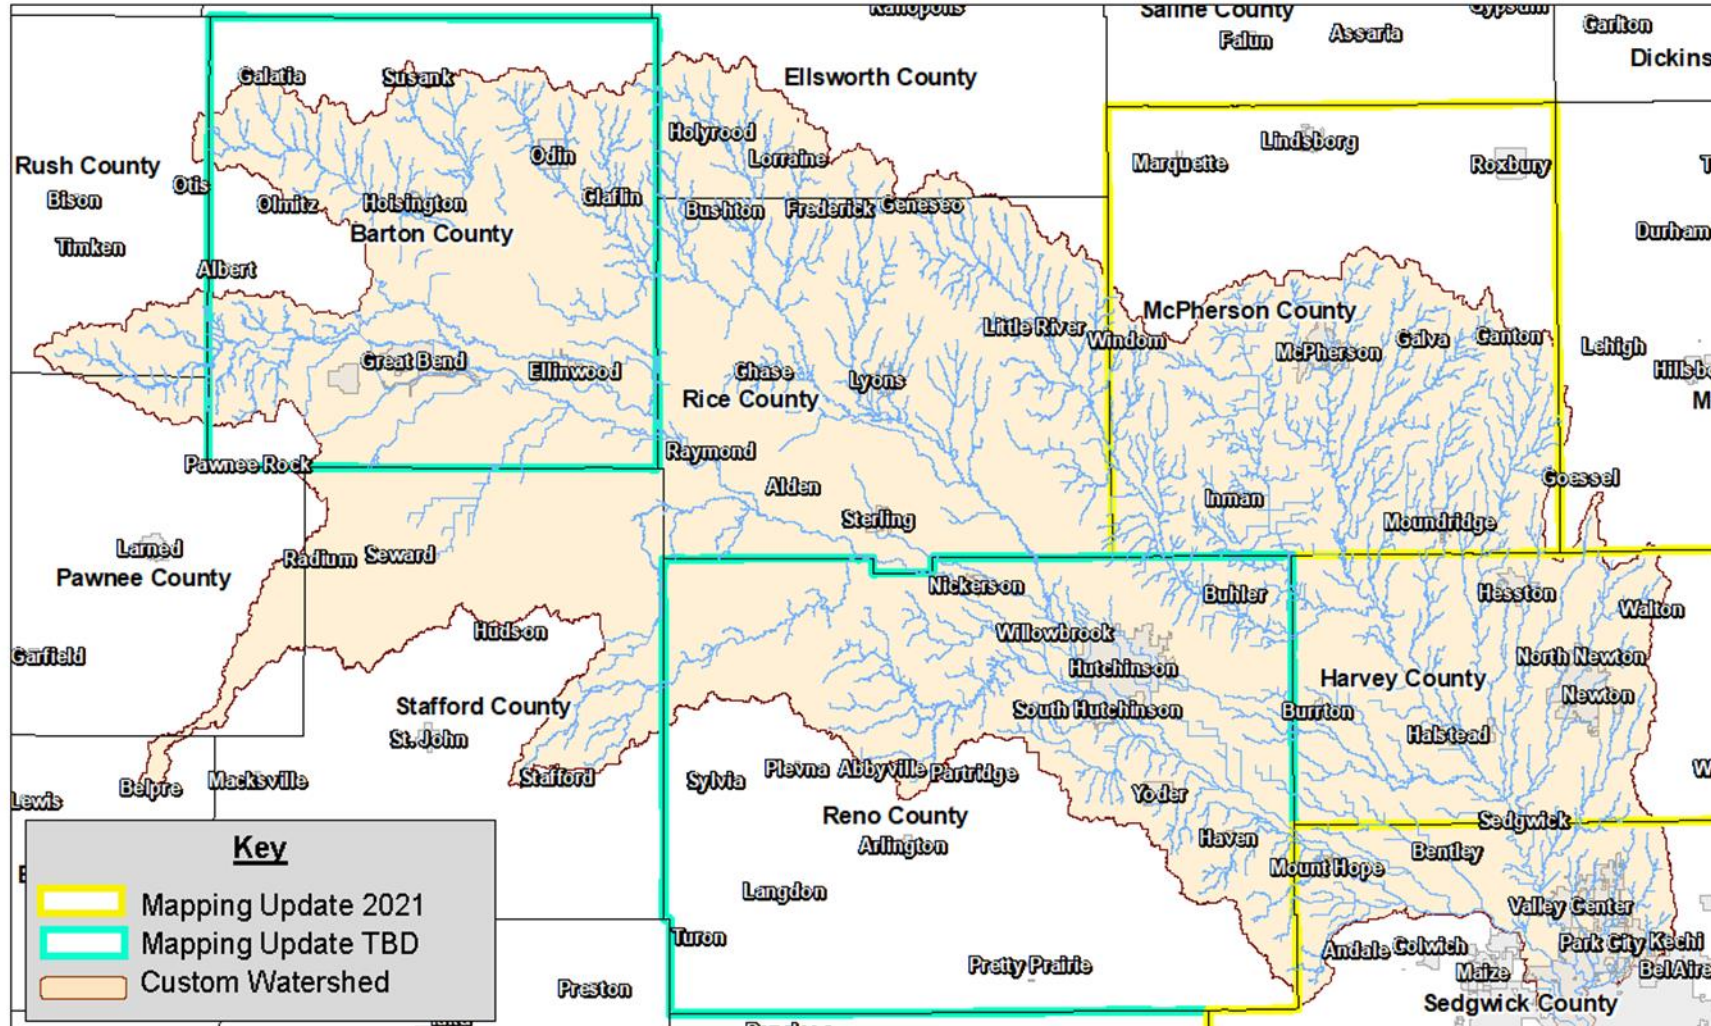 Kanopolis
Saline County
Gypsum
Carlton
Falun
Assaria
Dickins
Galatia
Susank
Ellsworth County
Holyrood
Lorraine
Lindsborg
Marquette
Roxbury
Odin
Rush County
Otis
Bison
Olmitz
Hoisington
Claflin
Bushton
Frederick
Geneseo
Barton County
Timken
Durham
Albert
McPherson County
Little River
Windom
McPherson
Galva
Canton
Lehigh
Great Bend
Ellinwood
Chase
Lyons
Hillsb
Rice County
M
Raymond
Pawnee Rock
Alden
Inman
Goessel
Sterling
Moundridge
Larned
Radium
Seward
Pawnee County
Nickerson
Buhler
Hesston
Walton
Hudson
Willowbrook
Garfield
Hutchinson
North Newton
Harvey County
Newton
Stafford County
South Hutchinson
Burrton
St. John
Halstead
Belpre
Macksville
Stafford
Sylvia
Plevna
Abbyville
Partridge
W
Lewis
Yoder
Reno County
Sedgwick
Arlington
Haven
Bentley
Mount Hope
Langdon
Valley Center
Turon
Andale
Colwich
Park City
Kechi
Pretty Prairie
Maize
Bel Aire
Preston
Sedgwick County
Key
Mapping Update 2021
Mapping Update TBD
Custom Watershed